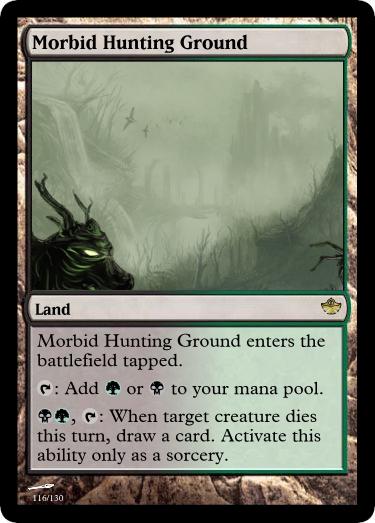 Morbid Hunting Ground
Land
Morbid Hunting Ground enters the
battlefield tapped.
: Add or to your mana pool.
, : When target creature dies
this turn, draw a card. Activate this
ability only as a sorcery.
116/130